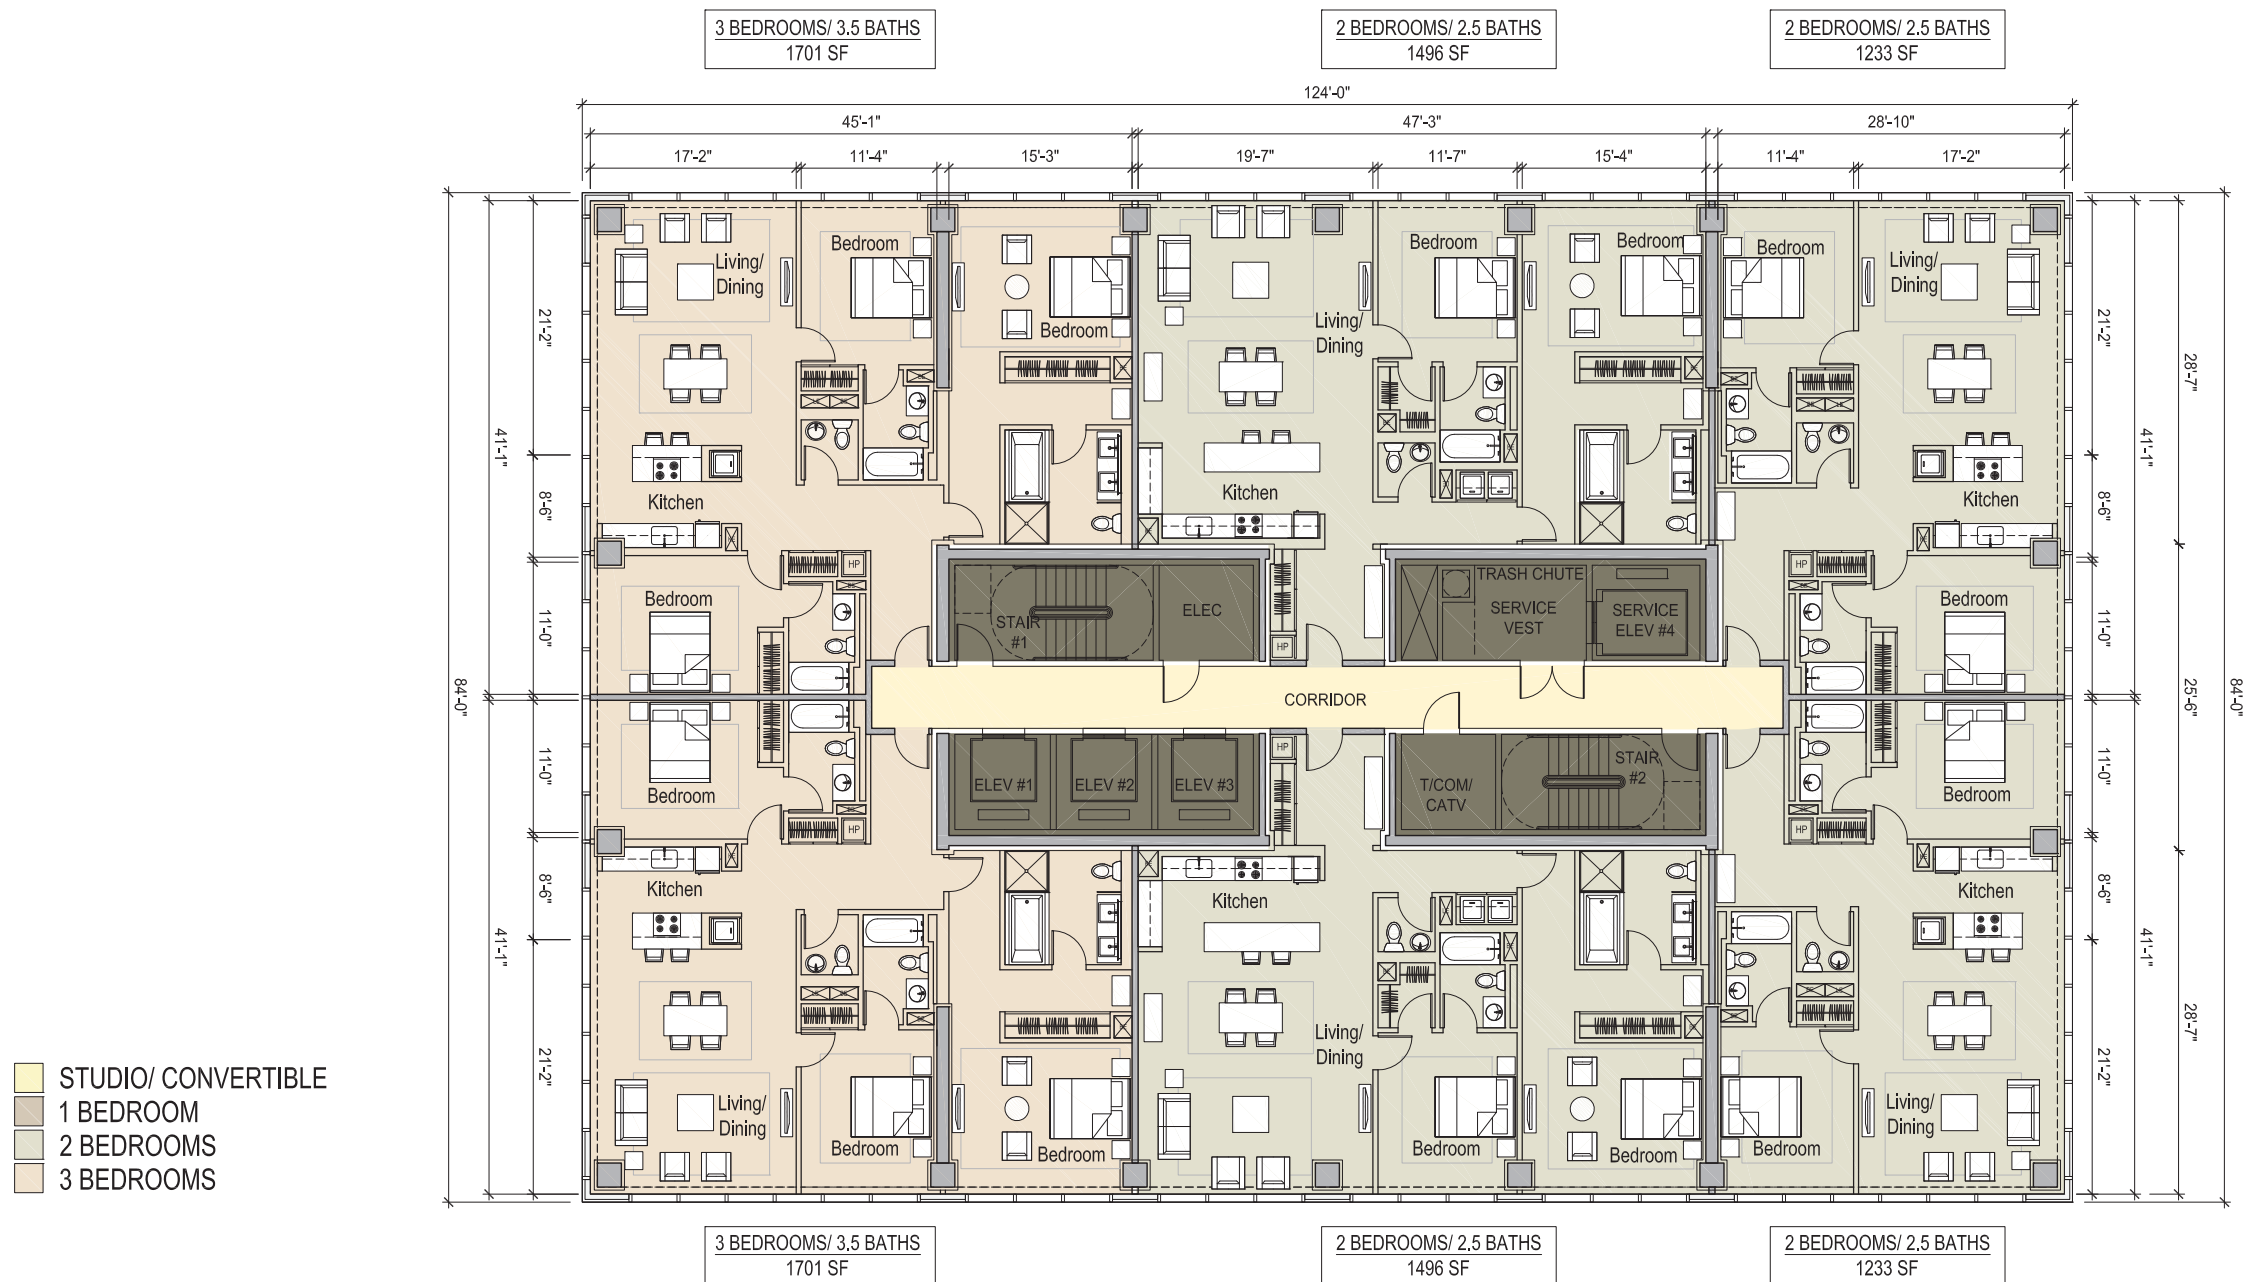 3 BEDROOMS/ 3.5 BATHS
1701 SF
2 BEDROOMS/ 2.5 BATHS
1496 SF
2 BEDROOMS/ 2.5 BATHS
1233 SF
124'-0"
45'-1"
47'-3"
28'-10"
17'-2"
11'-4"
15'-3"
19'-7"
11'-7"
15'-4"
11'-4"
17'-2"
84'-0"
41'-1"
41'-1"
21'-2"
8'-6"
11'-0"
11'-0"
8'-6"
21'-2"
Living/
Dining
Bedroom
Bedroom
Kitchen
Bedroom
HP
Living/
Dining
Bedroom
Bedroom
Kitchen
HP
Bedroom
Living/
Dining
Kitchen
Bedroom
HP
STAIR
#1
ELEC
TRASH CHUTE
SERVICE
VEST
SERVICE
ELEV #4
CORRIDOR
ELEV #1
ELEV #2
ELEV #3
T/COM/
CATV
STAIR
#2
Bedroom
HP
Kitchen
Living/
Dining
Bedroom
Bedroom
HP
Kitchen
Living/
Dining
Bedroom
Bedroom
Bedroom
HP
Kitchen
Living/
Dining
Bedroom
21'-2"
8'-6"
11'-0"
11'-0"
8'-6"
21'-2"
41'-1"
41'-1"
28'-7"
25'-6"
28'-7"
84'-0"
STUDIO/ CONVERTIBLE
1 BEDROOM
2 BEDROOMS
3 BEDROOMS
3 BEDROOMS/ 3.5 BATHS
1701 SF
2 BEDROOMS/ 2.5 BATHS
1496 SF
2 BEDROOMS/ 2.5 BATHS
1233 SF